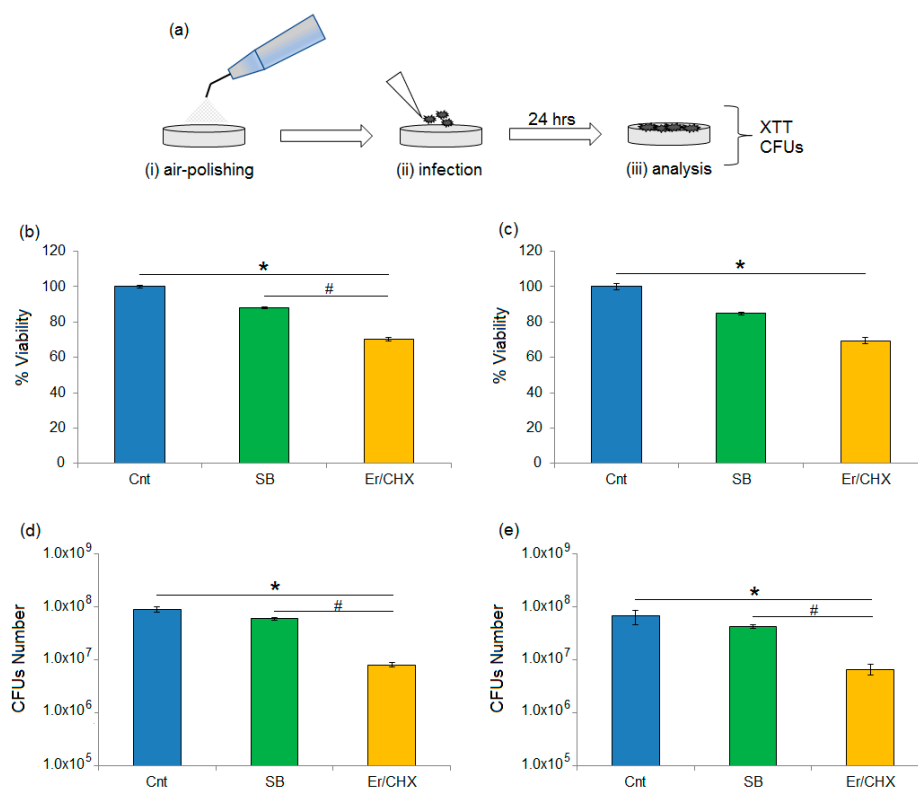 (a)
24 hrs
XTT
CFUs
(i) air-polishing
(ii) infection
(iii) analysis
(b)
120
100
80
60
40
20
0
% Viability
*
#
Cnt
SB
Er/CHX
(c)
120
100
80
60
40
20
0
% Viability
*
Cnt
SB
Er/CHX
(d)
1.0x10⁹
1.0x10⁸
1.0x10⁷
1.0x10⁶
1.0x10⁵
CFUs Number
*
#
Cnt
SB
Er/CHX
(e)
1.0x10⁹
1.0x10⁸
1.0x10⁷
1.0x10⁶
1.0x10⁵
CFUs Number
*
#
Cnt
SB
Er/CHX